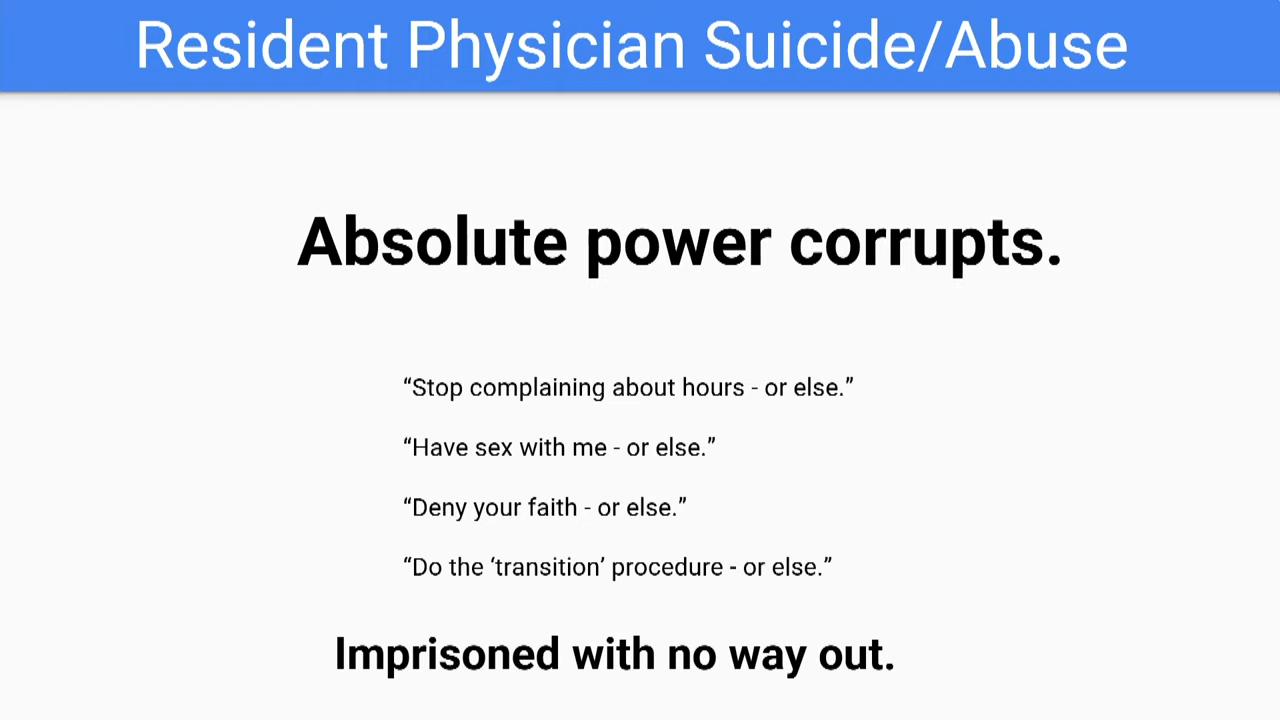 Resident Physician Suicide/Abuse
Absolute power corrupts.
“Stop complaining about hours - or else.”
“Have sex with me - or else.”
“Deny your faith - or else.”
“Do the ‘transition’ procedure - or else.”
Imprisoned with no way out.